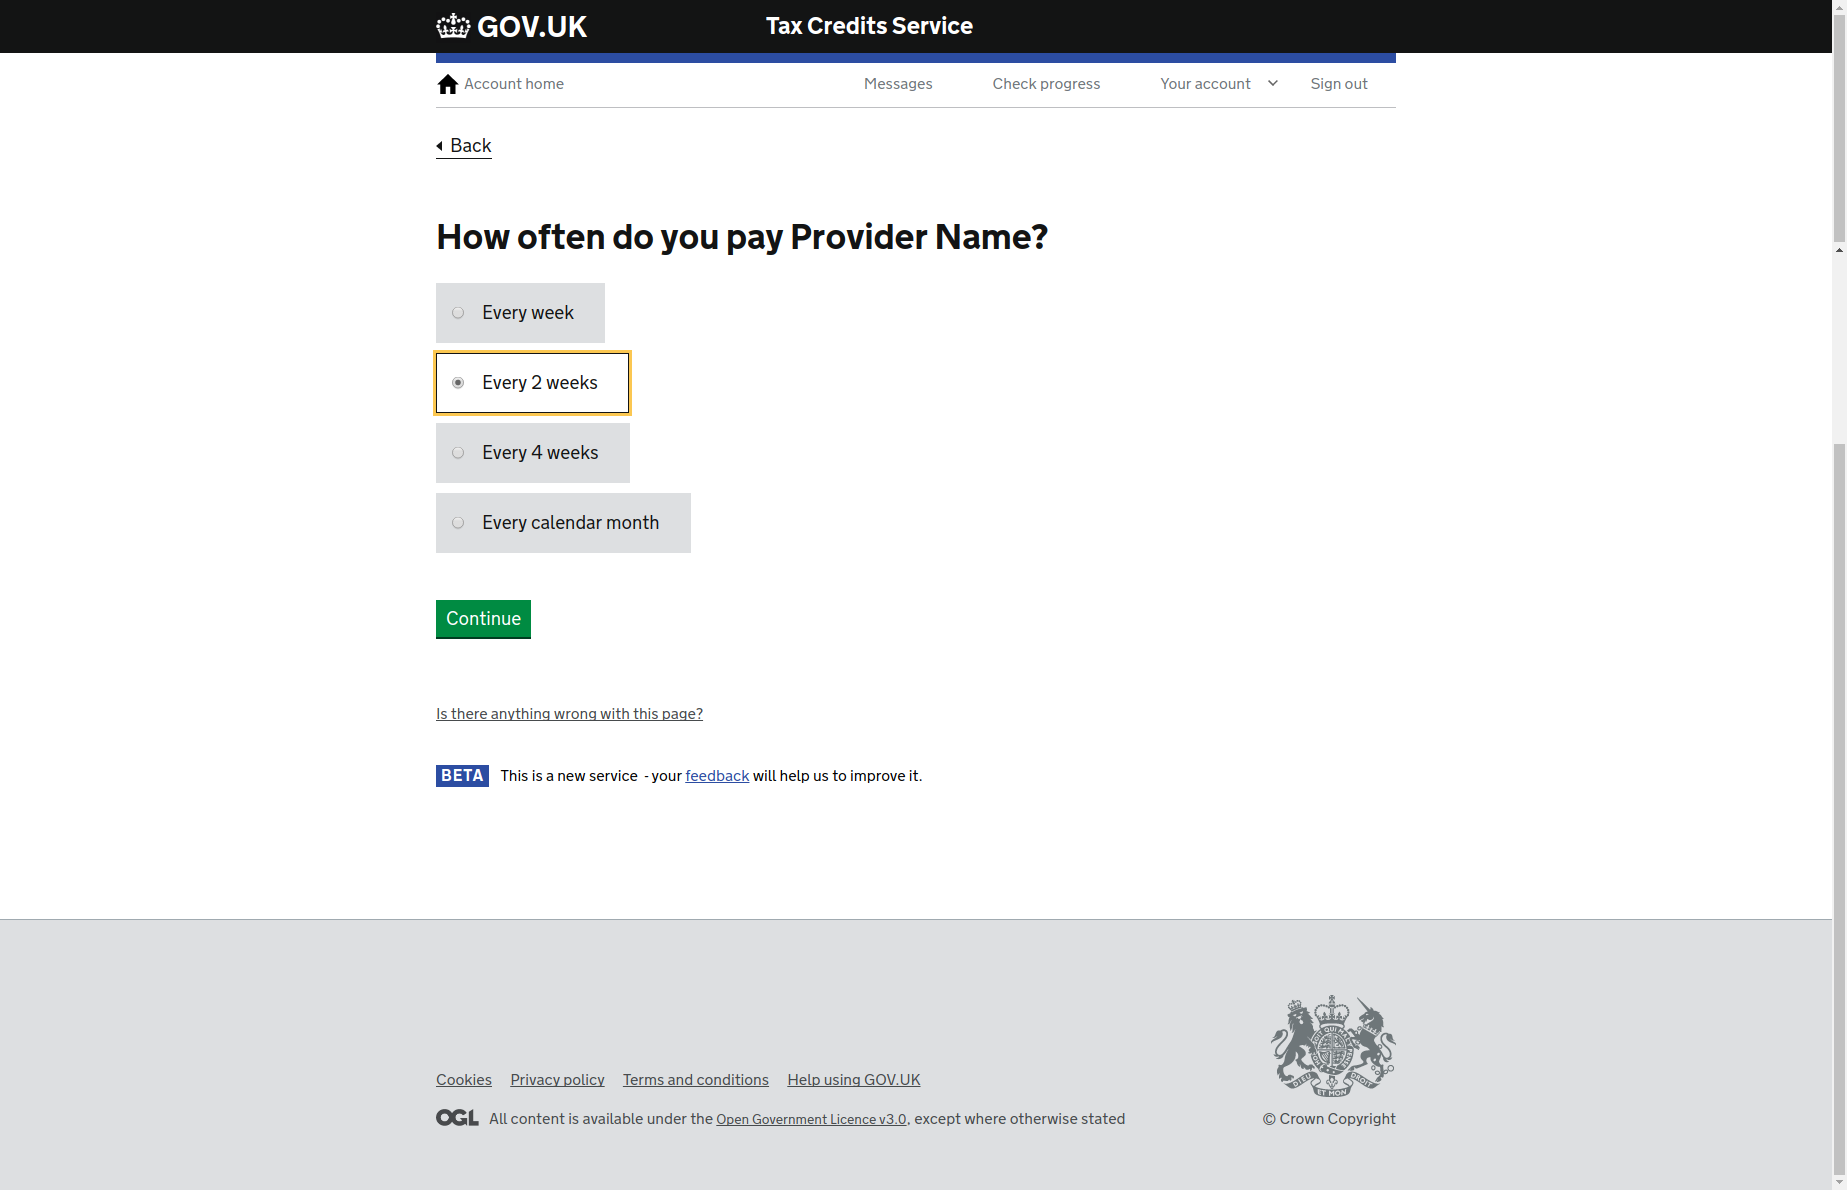 GOV.UK
Tax Credits Service
Account home
Messages
Check progress
Your account
Sign out
Back
How often do you pay Provider Name?
Every week
Every 2 weeks
Every 4 weeks
Every calendar month
Continue
Is there anything wrong with this page?
BETA This is a new service - your feedback will help us to improve it.
Cookies Privacy policy Terms and conditions Help using GOV.UK
OGL All content is available under the Open Government Licence v3.0, except where otherwise stated
© Crown Copyright